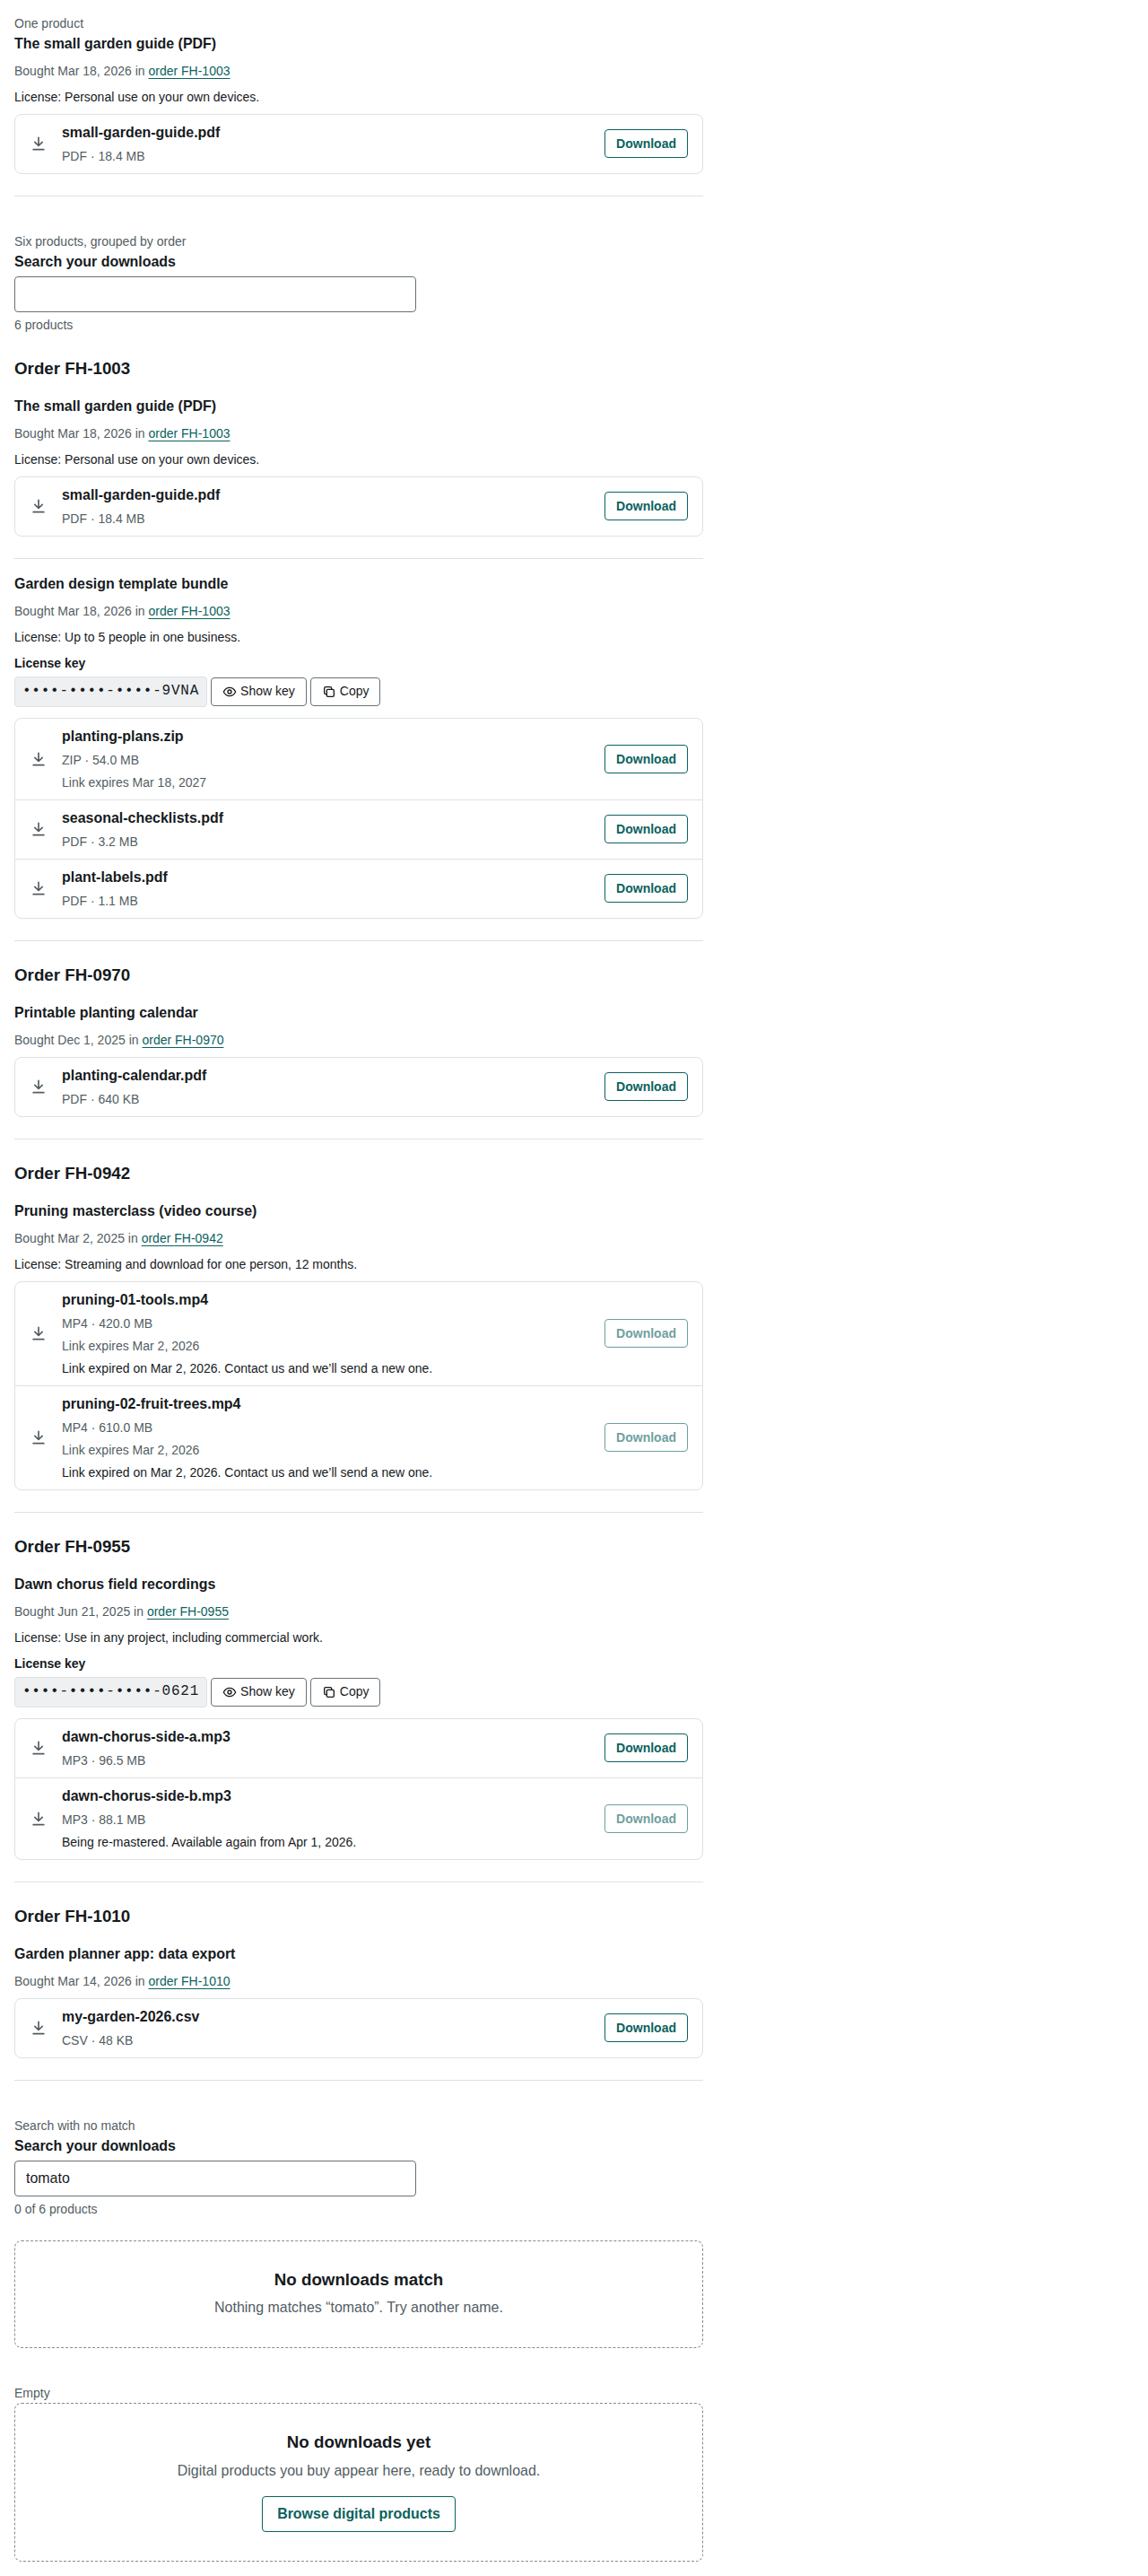 One product
The small garden guide (PDF)
Bought Mar 18, 2026 in order FH-1003
License: Personal use on your own devices.
small-garden-guide.pdf
PDF · 18.4 MB
Download
Six products, grouped by order
Search your downloads
6 products
Order FH-1003
The small garden guide (PDF)
Bought Mar 18, 2026 in order FH-1003
License: Personal use on your own devices.
small-garden-guide.pdf
PDF · 18.4 MB
Download
Garden design template bundle
Bought Mar 18, 2026 in order FH-1003
License: Up to 5 people in one business.
License key
••••-••••-••••-9VNA Show key Copy
planting-plans.zip
ZIP · 54.0 MB
Link expires Mar 18, 2027
Download
seasonal-checklists.pdf
PDF · 3.2 MB
Download
plant-labels.pdf
PDF · 1.1 MB
Download
Order FH-0970
Printable planting calendar
Bought Dec 1, 2025 in order FH-0970
planting-calendar.pdf
PDF · 640 KB
Download
Order FH-0942
Pruning masterclass (video course)
Bought Mar 2, 2025 in order FH-0942
License: Streaming and download for one person, 12 months.
pruning-01-tools.mp4
MP4 · 420.0 MB
Link expires Mar 2, 2026
Link expired on Mar 2, 2026. Contact us and we’ll send a new one.
Download
pruning-02-fruit-trees.mp4
MP4 · 610.0 MB
Link expires Mar 2, 2026
Link expired on Mar 2, 2026. Contact us and we’ll send a new one.
Download
Order FH-0955
Dawn chorus field recordings
Bought Jun 21, 2025 in order FH-0955
License: Use in any project, including commercial work.
License key
••••-••••-••••-0621 Show key Copy
dawn-chorus-side-a.mp3
MP3 · 96.5 MB
Download
dawn-chorus-side-b.mp3
MP3 · 88.1 MB
Being re-mastered. Available again from Apr 1, 2026.
Download
Order FH-1010
Garden planner app: data export
Bought Mar 14, 2026 in order FH-1010
my-garden-2026.csv
CSV · 48 KB
Download
Search with no match
Search your downloads
tomato
0 of 6 products
No downloads match
Nothing matches “tomato”. Try another name.
Empty
No downloads yet
Digital products you buy appear here, ready to download.
Browse digital products